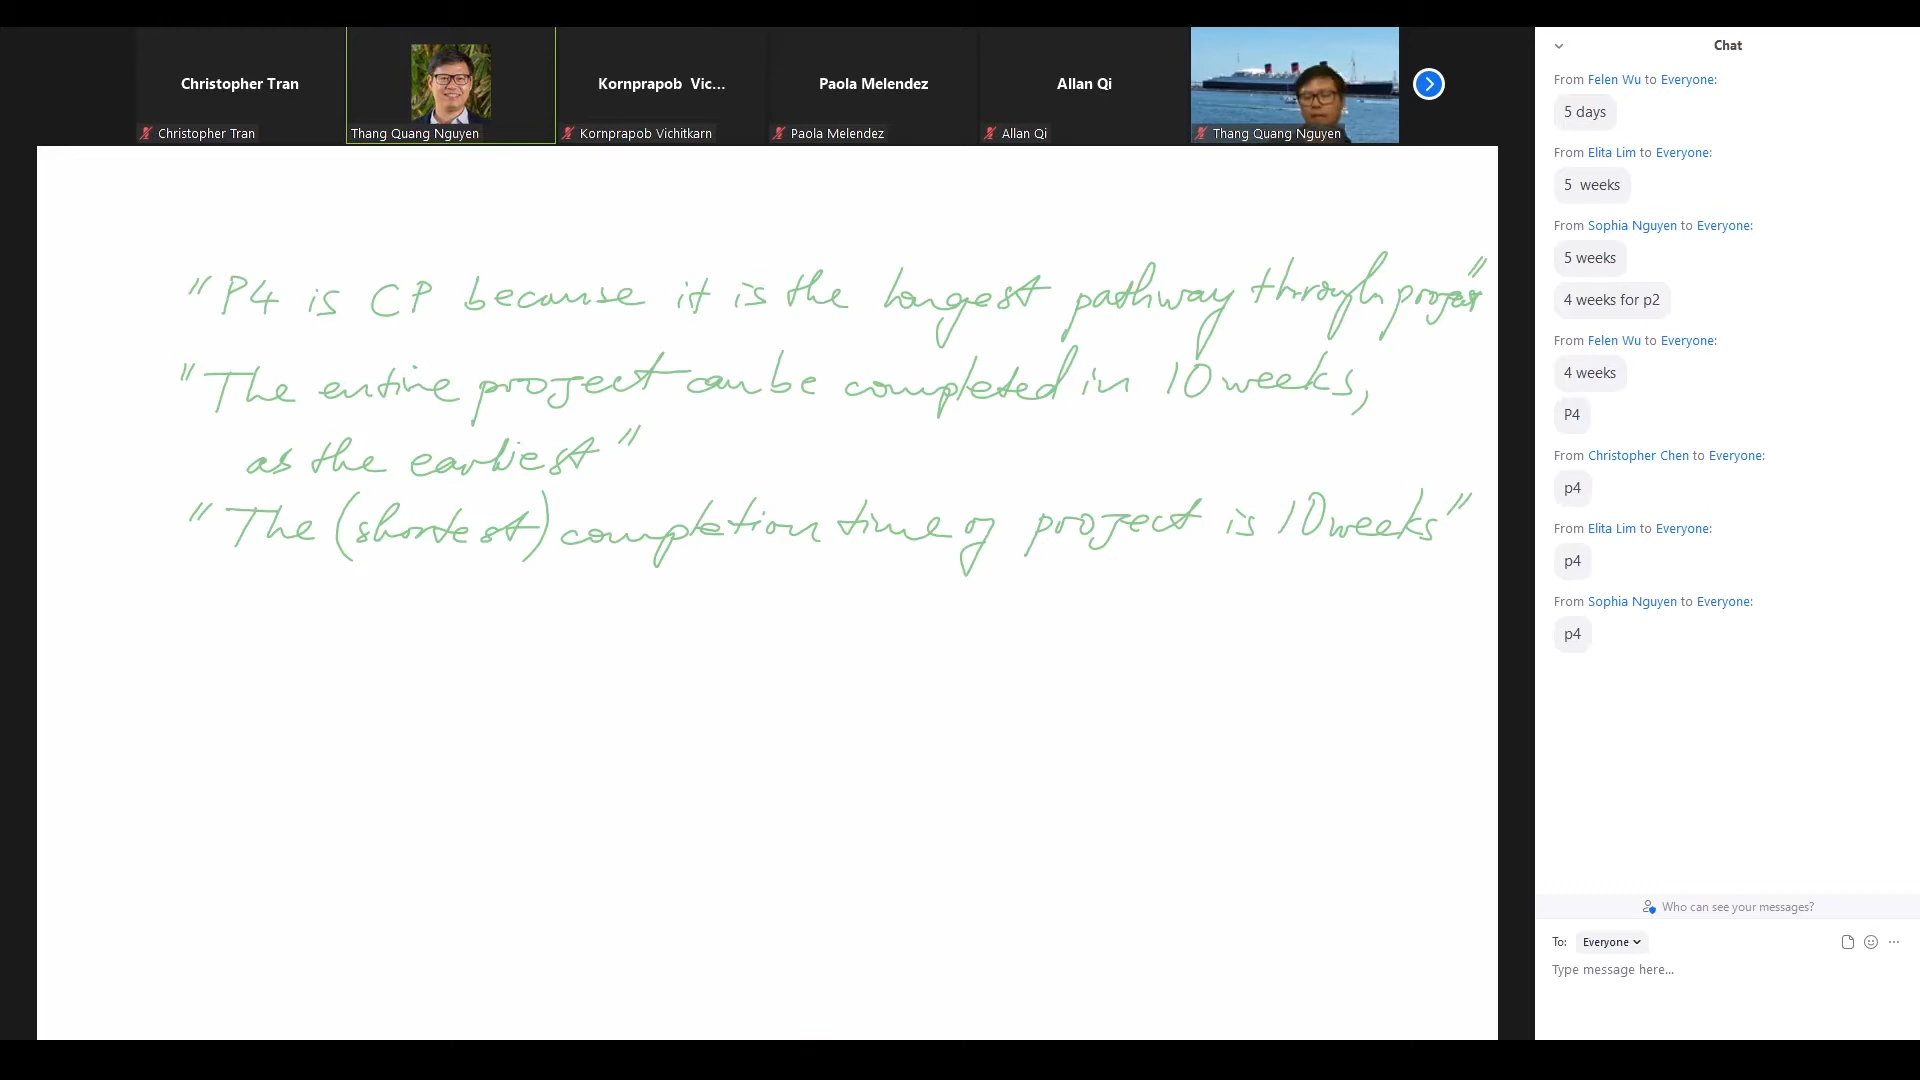 Christopher Tran
Kornprapob Vic...
Paola Melendez
Allan Qi
Christopher Tran
Thang Quang Nguyen
Kornprapob Vichitkarn
Paola Melendez
Allan Qi
Thang Quang Nguyen
"P4 is CP because it is the longest pathway through project"
"The entire project can be completed in 10 weeks,
as the earliest"
"The (shortest) completion time of project is 10 weeks"
Chat
From Felen Wu to Everyone:
5 days
From Elita Lim to Everyone:
5 weeks
From Sophia Nguyen to Everyone:
5 weeks
4 weeks for p2
From Felen Wu to Everyone:
4 weeks
P4
From Christopher Chen to Everyone:
p4
From Elita Lim to Everyone:
p4
From Sophia Nguyen to Everyone:
p4
Who can see your messages?
To: Everyone
Type message here...